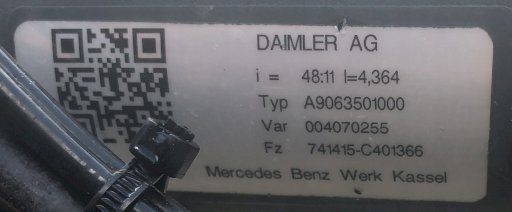 DAIMLER AG
i = 48:11 I=4,364
Typ A9063501000
Var 004070255
Fz 741415-C401366
Mercedes Benz Werk Kassel